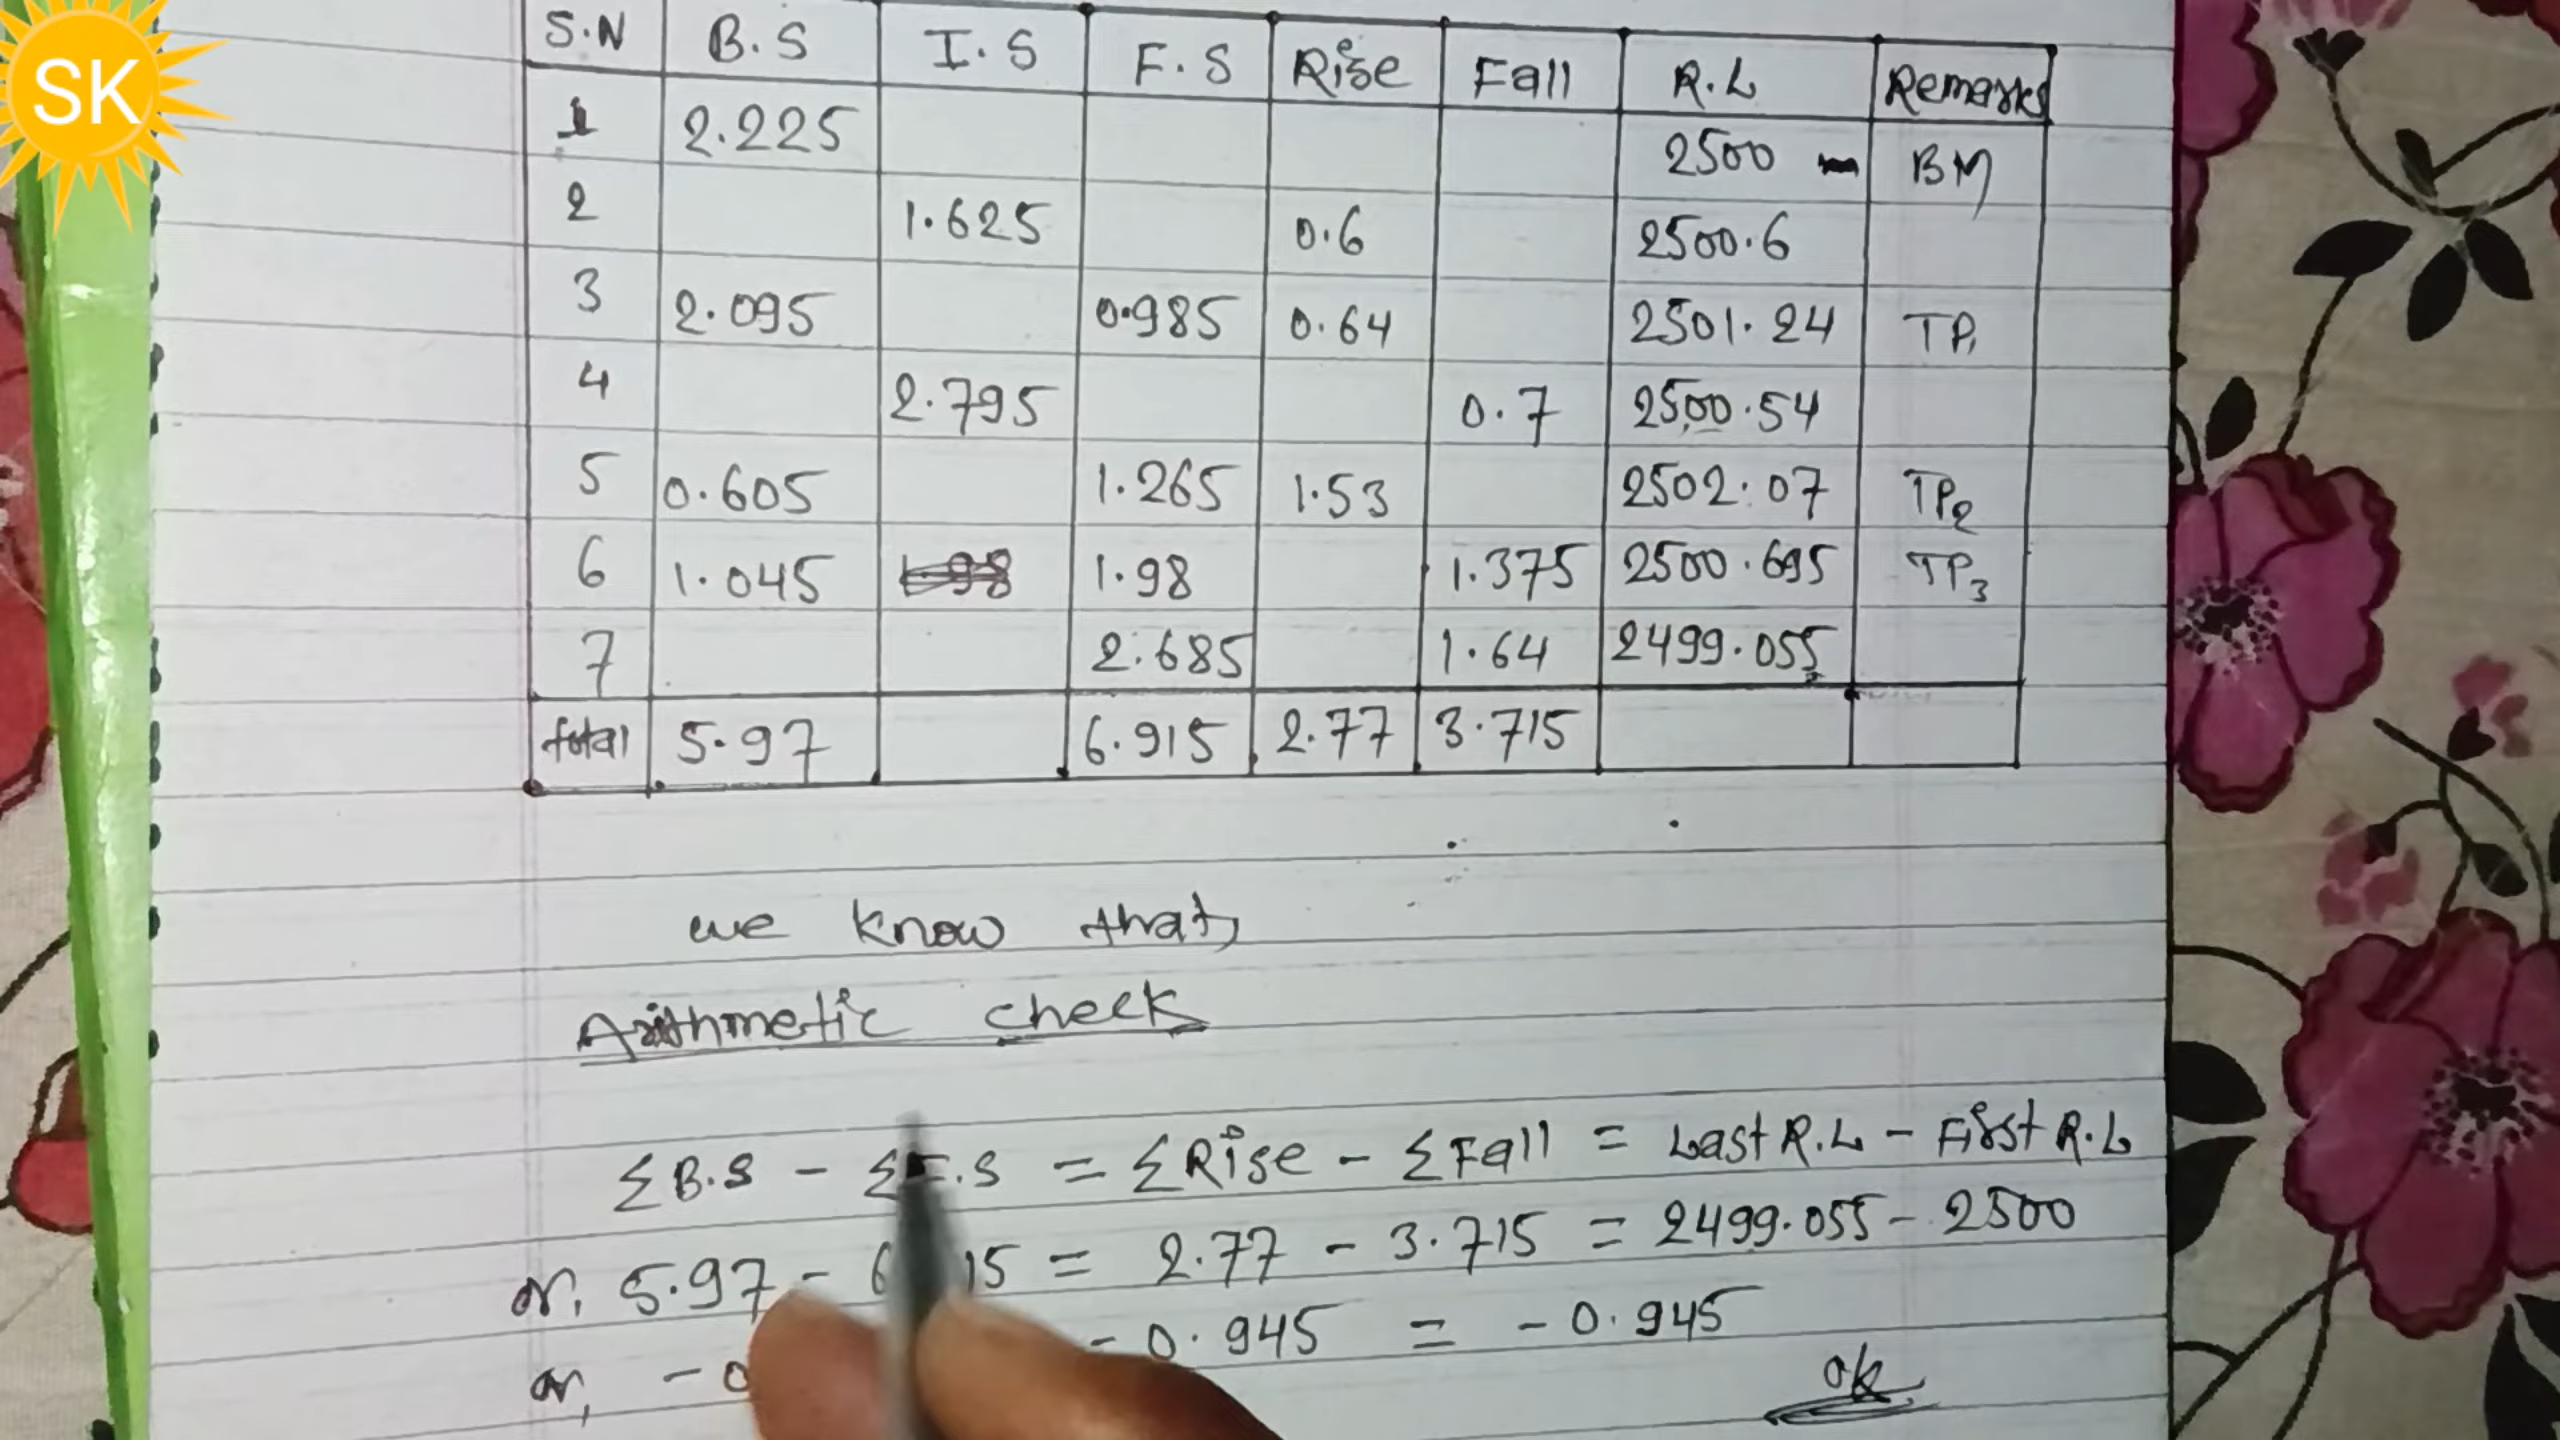 SK
S.N B.S I.S F.S Rise Fall R.L Remarks
1 2.225 2500 - BM
2 1.625 0.6 2500.6
3 2.095 0.985 0.64 2501.24 TP1
4 2.795 0.7 2500.54
5 0.605 1.265 1.53 2502.07 TP2
6 1.045 1.98 1.98 1.375 2500.695 TP3
7 2.685 1.64 2499.055
total 5.97 6.915 2.77 3.715
we know that,
Arithmetic check
ΣB.S - Σ .S = ΣRise - ΣFall = Last R.L - First R.L
or, 5.97 - 6 15 = 2.77 - 3.715 = 2499.055 - 2500
or, - 0 - 0.945 = - 0.945
ok